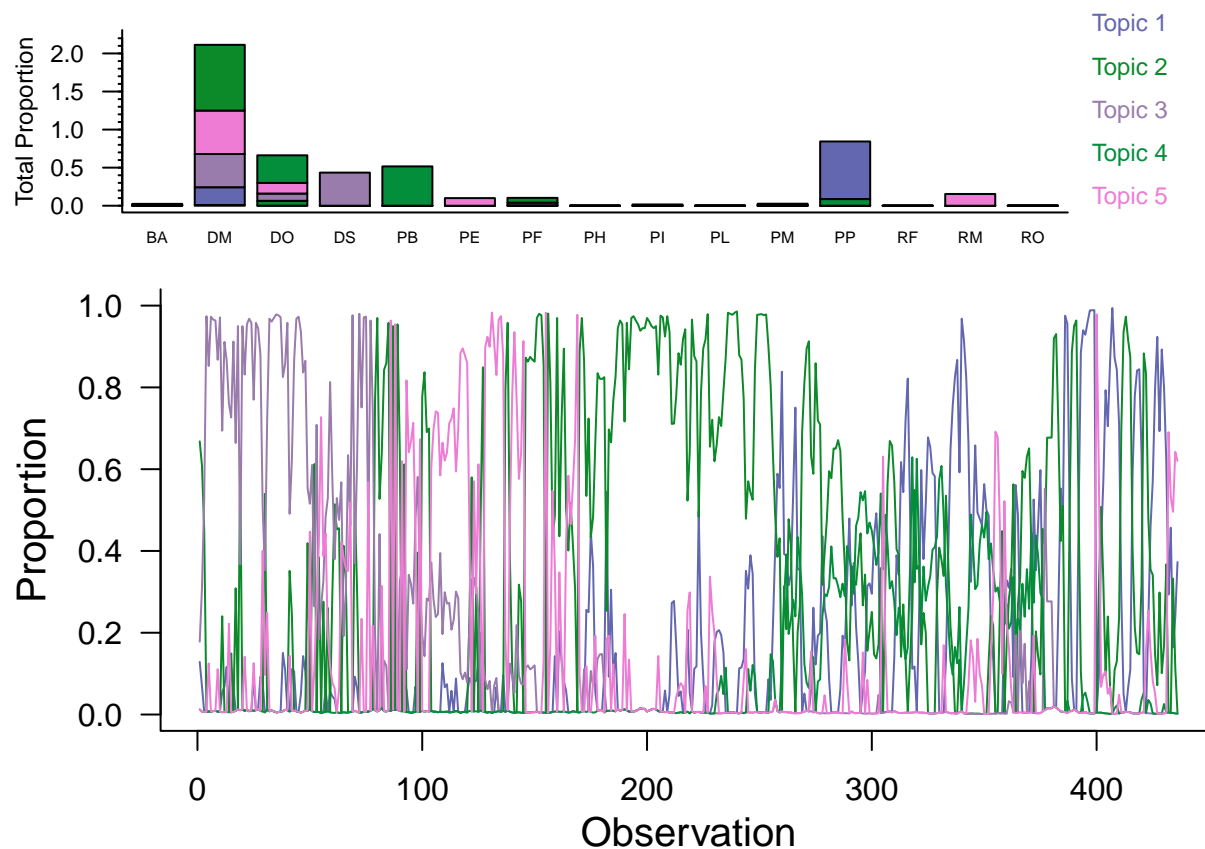 Total Proportion
2.0
1.5
1.0
0.5
0.0
BA DM DO DS PB PE PF PH PI PL PM PP RF RM RO
Topic 1
Topic 2
Topic 3
Topic 4
Topic 5
Proportion
1.0
0.8
0.6
0.4
0.2
0.0
0 100 200 300 400
Observation